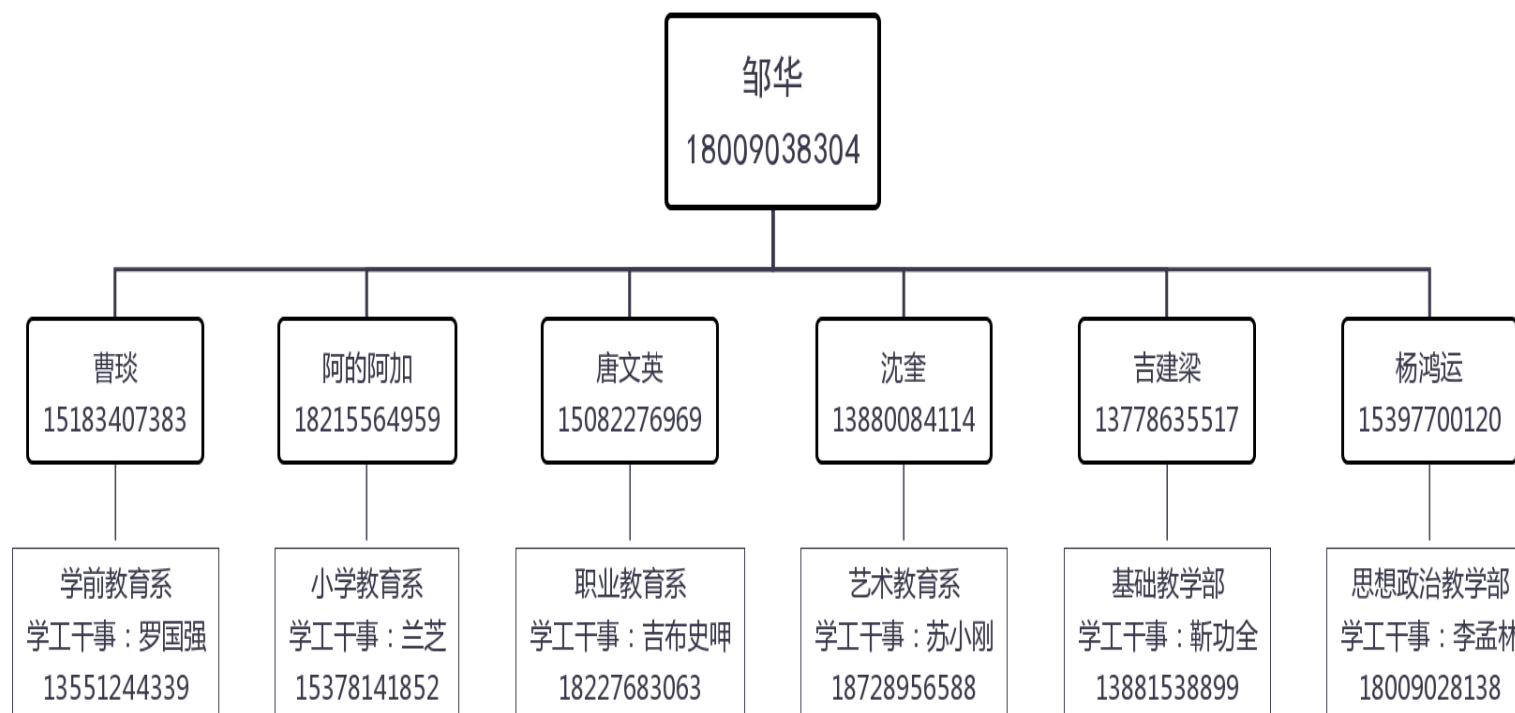 邹华
18009038304
曹琰
15183407383
阿的阿加
18215564959
唐文英
15082276969
沈奎
13880084114
吉建梁
13778635517
杨鸿运
15397700120
学前教育系
学工干事：罗国强
13551244339
小学教育系
学工干事：兰芝
15378141852
职业教育系
学工干事：吉布史呷
18227683063
艺术教育系
学工干事：苏小刚
18728956588
基础教学部
学工干事：靳功全
13881538899
思想政治教学部
学工干事：李孟林
18009028138